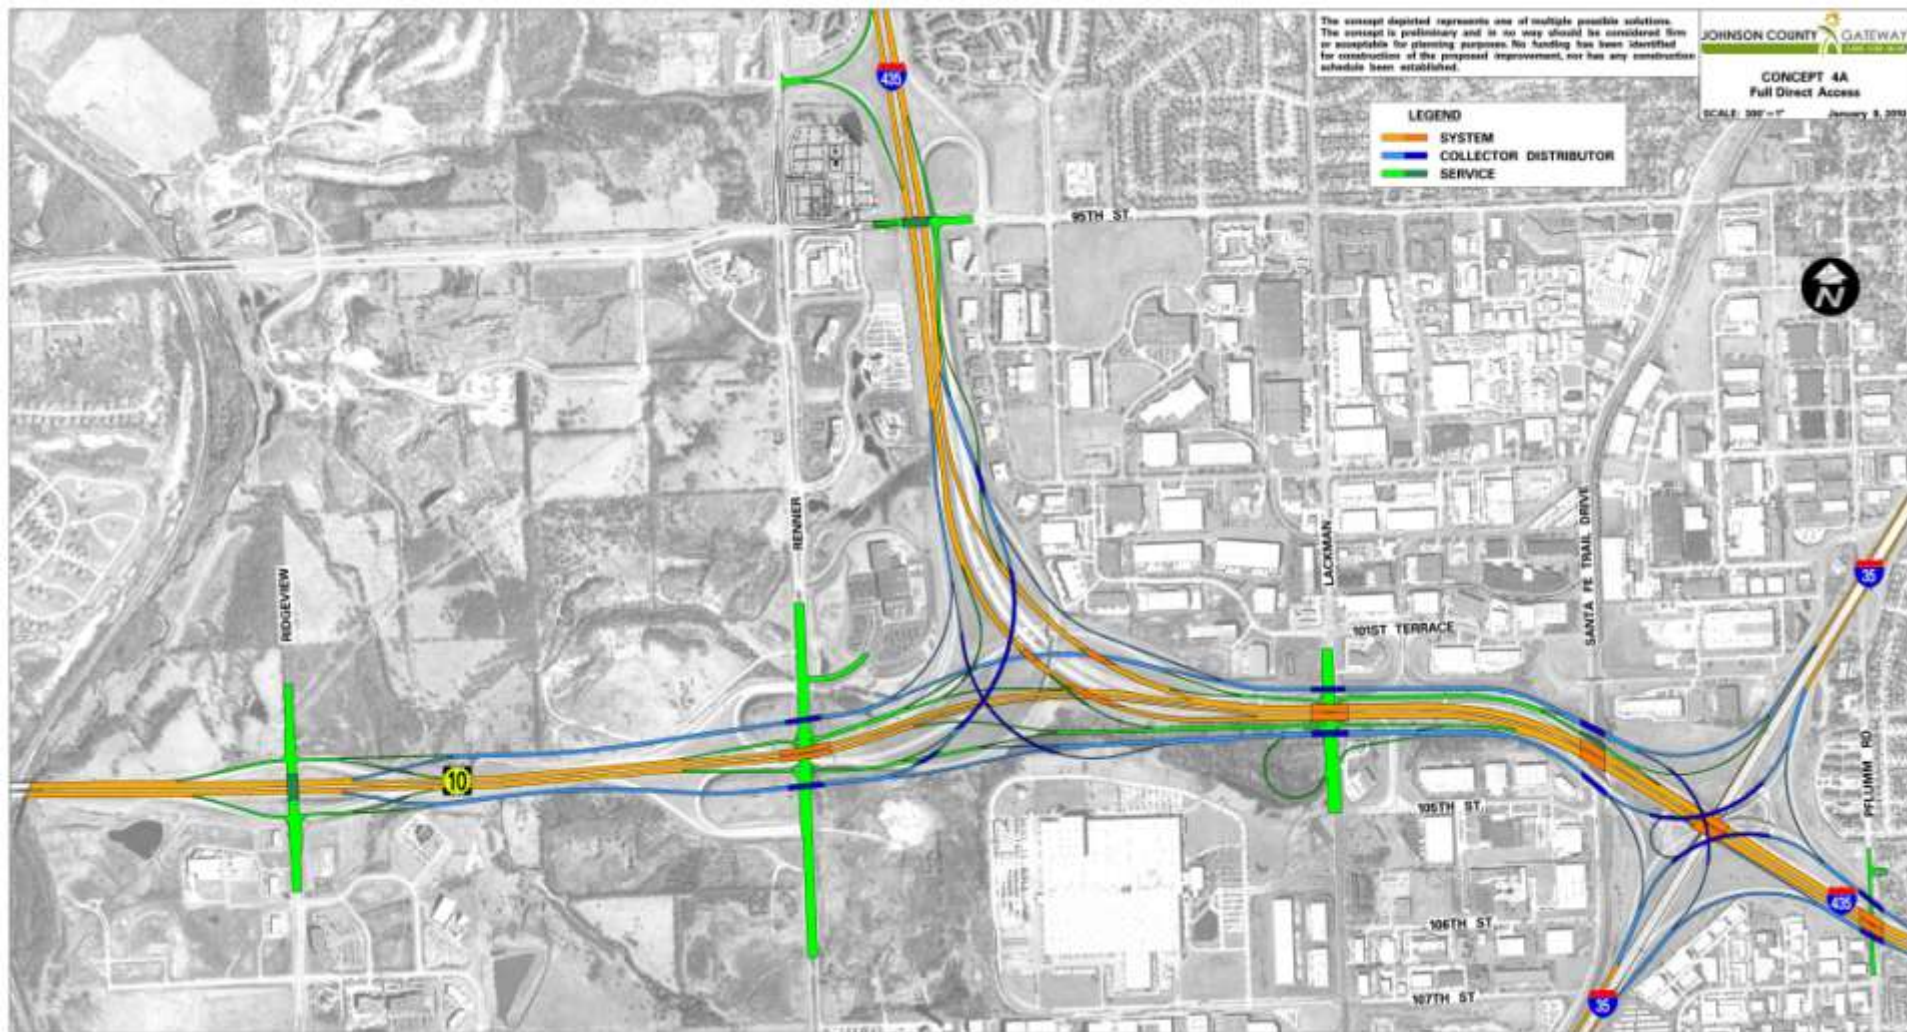 The concept depicted represents one of multiple possible solutions.
The concept is preliminary and in no way should be considered firm
or acceptable for planning purposes. No funding has been identified
for construction of the proposed improvement, nor has any construction
schedule been established.
JOHNSON COUNTY GATEWAY
CONCEPT 4A
Full Direct Access
SCALE: January
LEGEND
SYSTEM
COLLECTOR DISTRIBUTOR
SERVICE
435
95TH ST.
N
RENNER
LACKMAN
SANTA FE TRAIL DRIVE
35
RIDGEVIEW
101ST TERRACE
PFLUMM RD
10
105TH ST.
435
106TH ST.
107TH ST
35